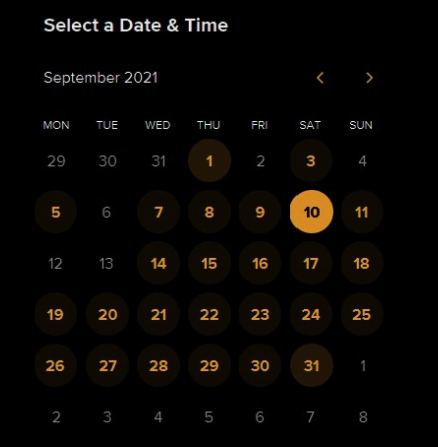 Select a Date & Time
September 2021
MON TUE WED THU FRI SAT SUN
29 30 31 1 2 3 4
5 6 7 8 9 10 11
12 13 14 15 16 17 18
19 20 21 22 23 24 25
26 27 28 29 30 31 1
2 3 4 5 6 7 8